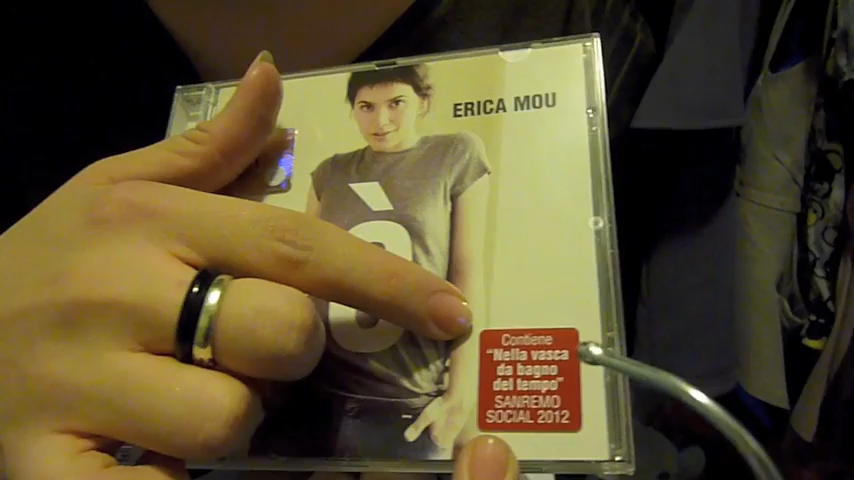 ERICA MOU
È
Contiene
"Nella vasca
da bagno
del tempo"
SANREMO
SOCIAL 2012